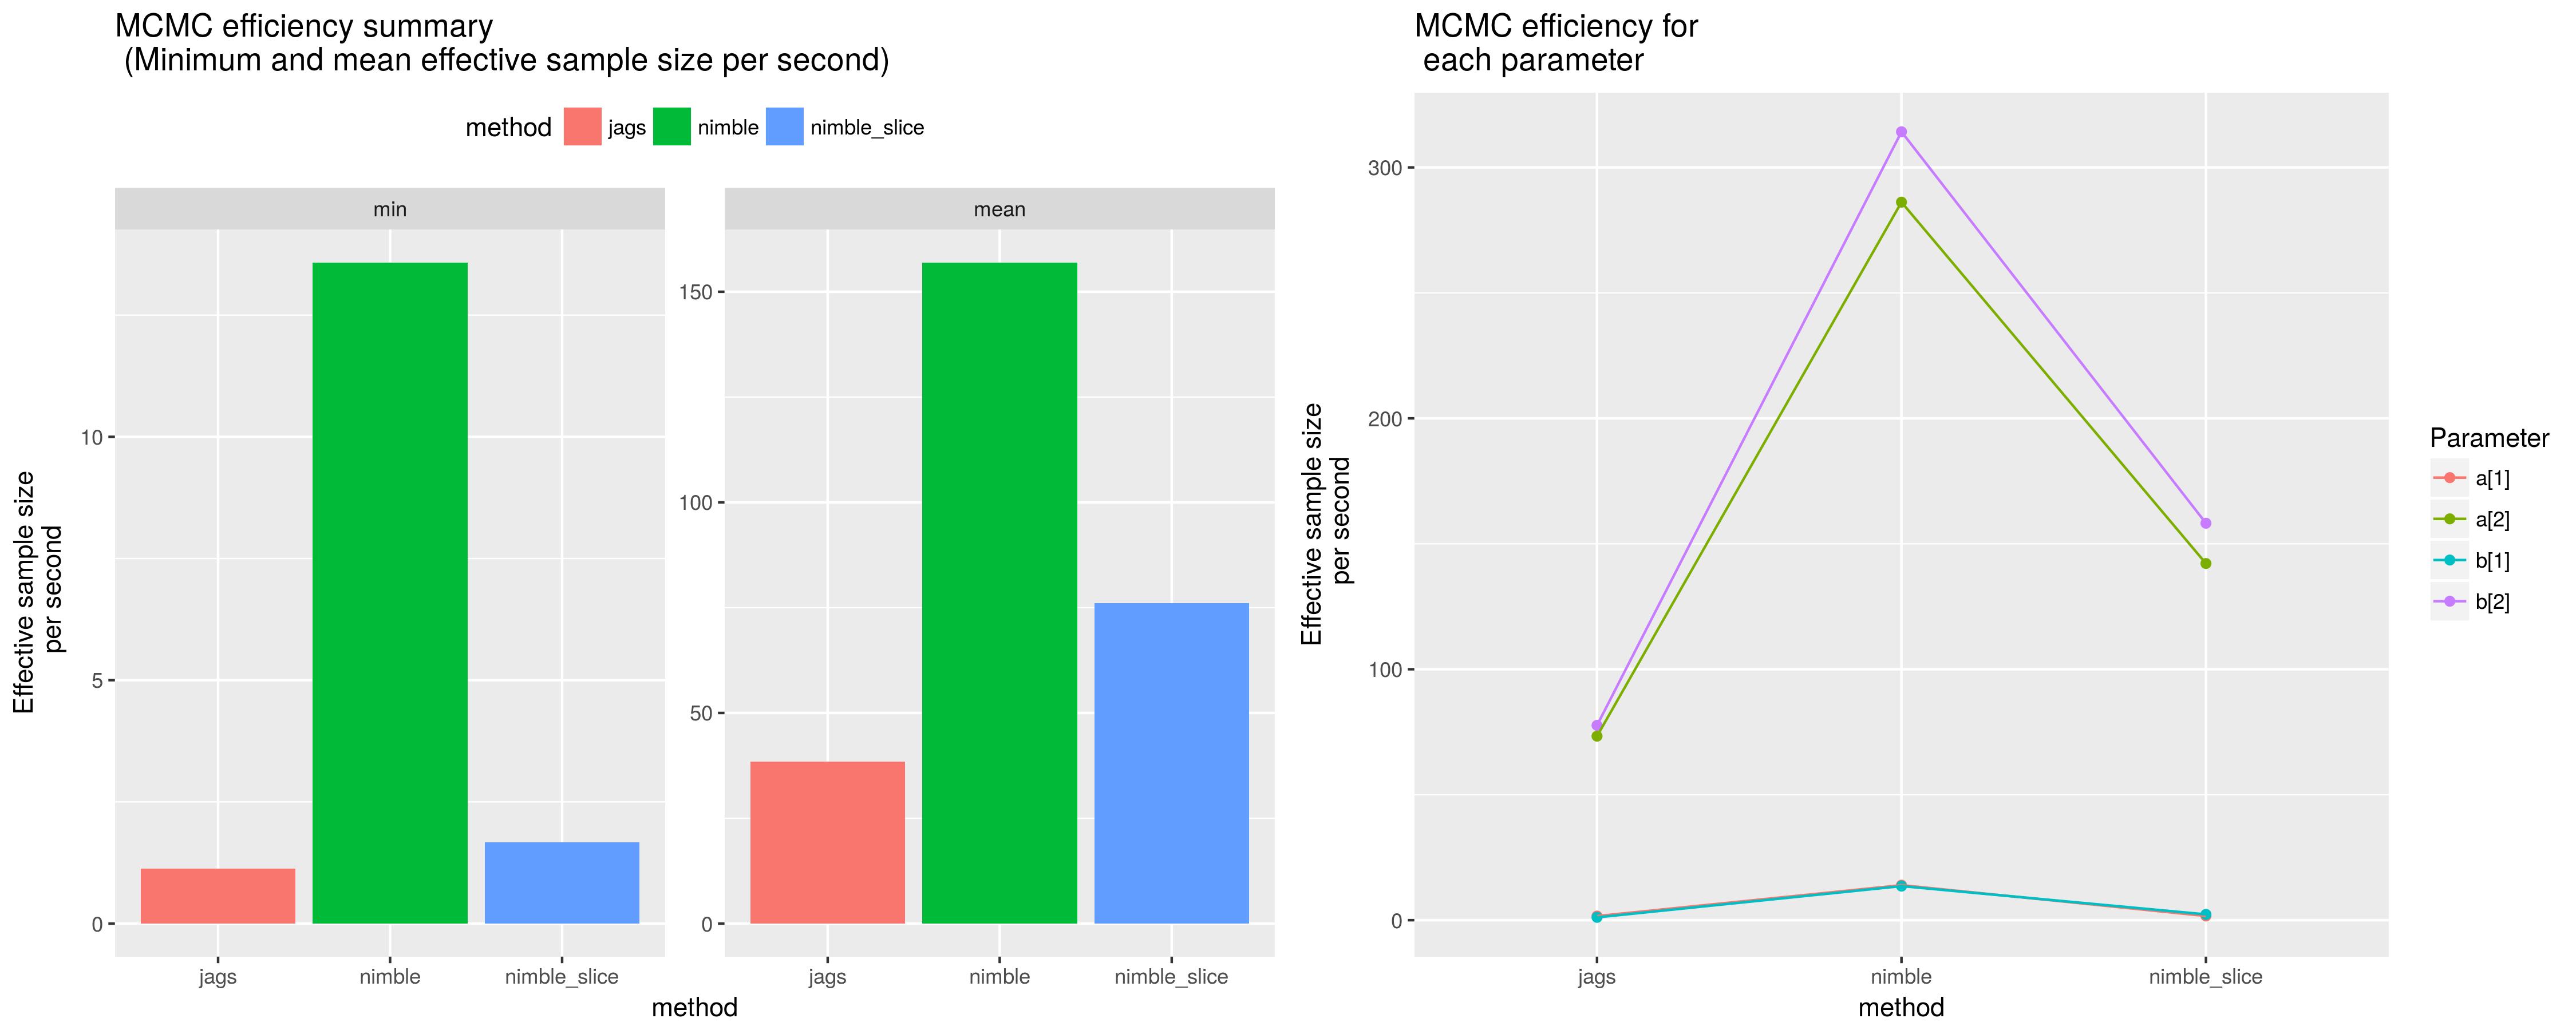 MCMC efficiency summary
(Minimum and mean effective sample size per second)
method jags nimble nimble_slice
min
mean
10
5
0
150
100
50
0
Effective sample size
per second
jags nimble nimble_slice
jags nimble nimble_slice
method
MCMC efficiency for
each parameter
300
200
100
0
Effective sample size
per second
jags nimble nimble_slice
method
Parameter
a[1]
a[2]
b[1]
b[2]